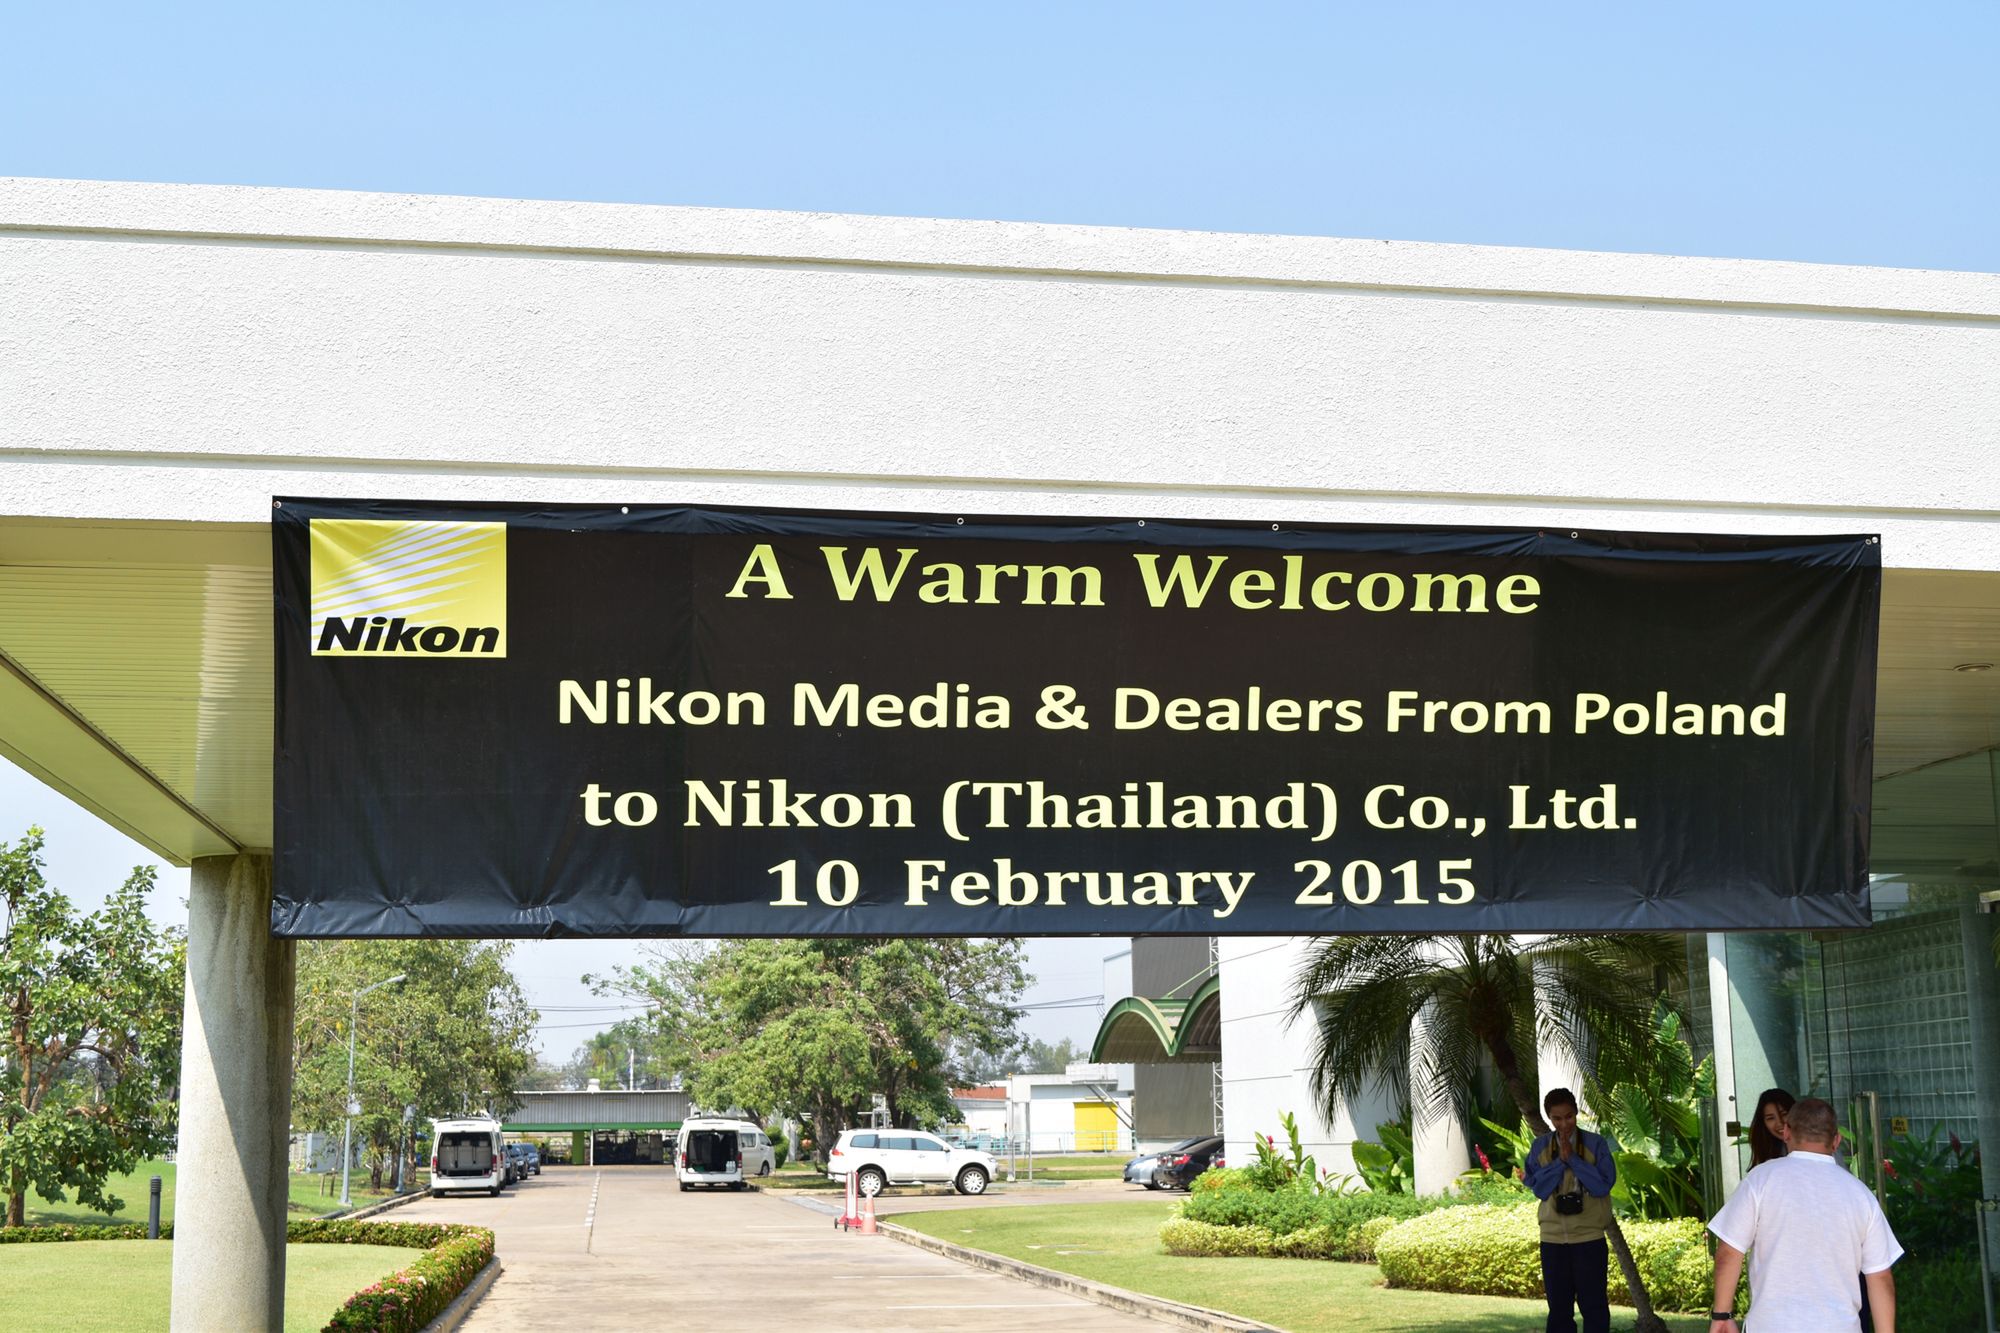 Nikon
A Warm Welcome
Nikon Media & Dealers From Poland
to Nikon (Thailand) Co., Ltd.
10 February 2015